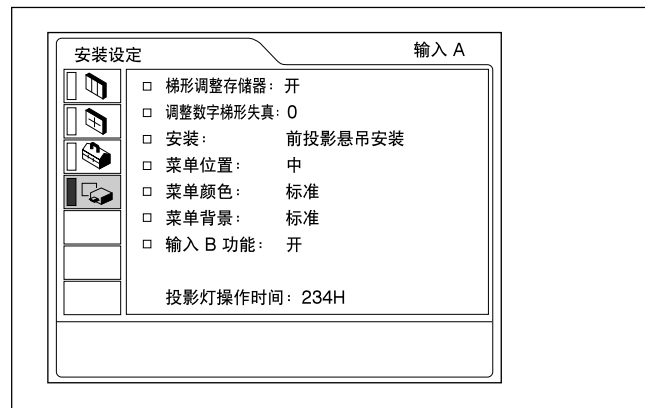 安装设定 输入 A
梯形调整存储器：开
调整数字梯形失真：0
安装：前投影悬吊安装
菜单位置：中
菜单颜色：标准
菜单背景：标准
输入 B 功能：开
投影灯操作时间：234H